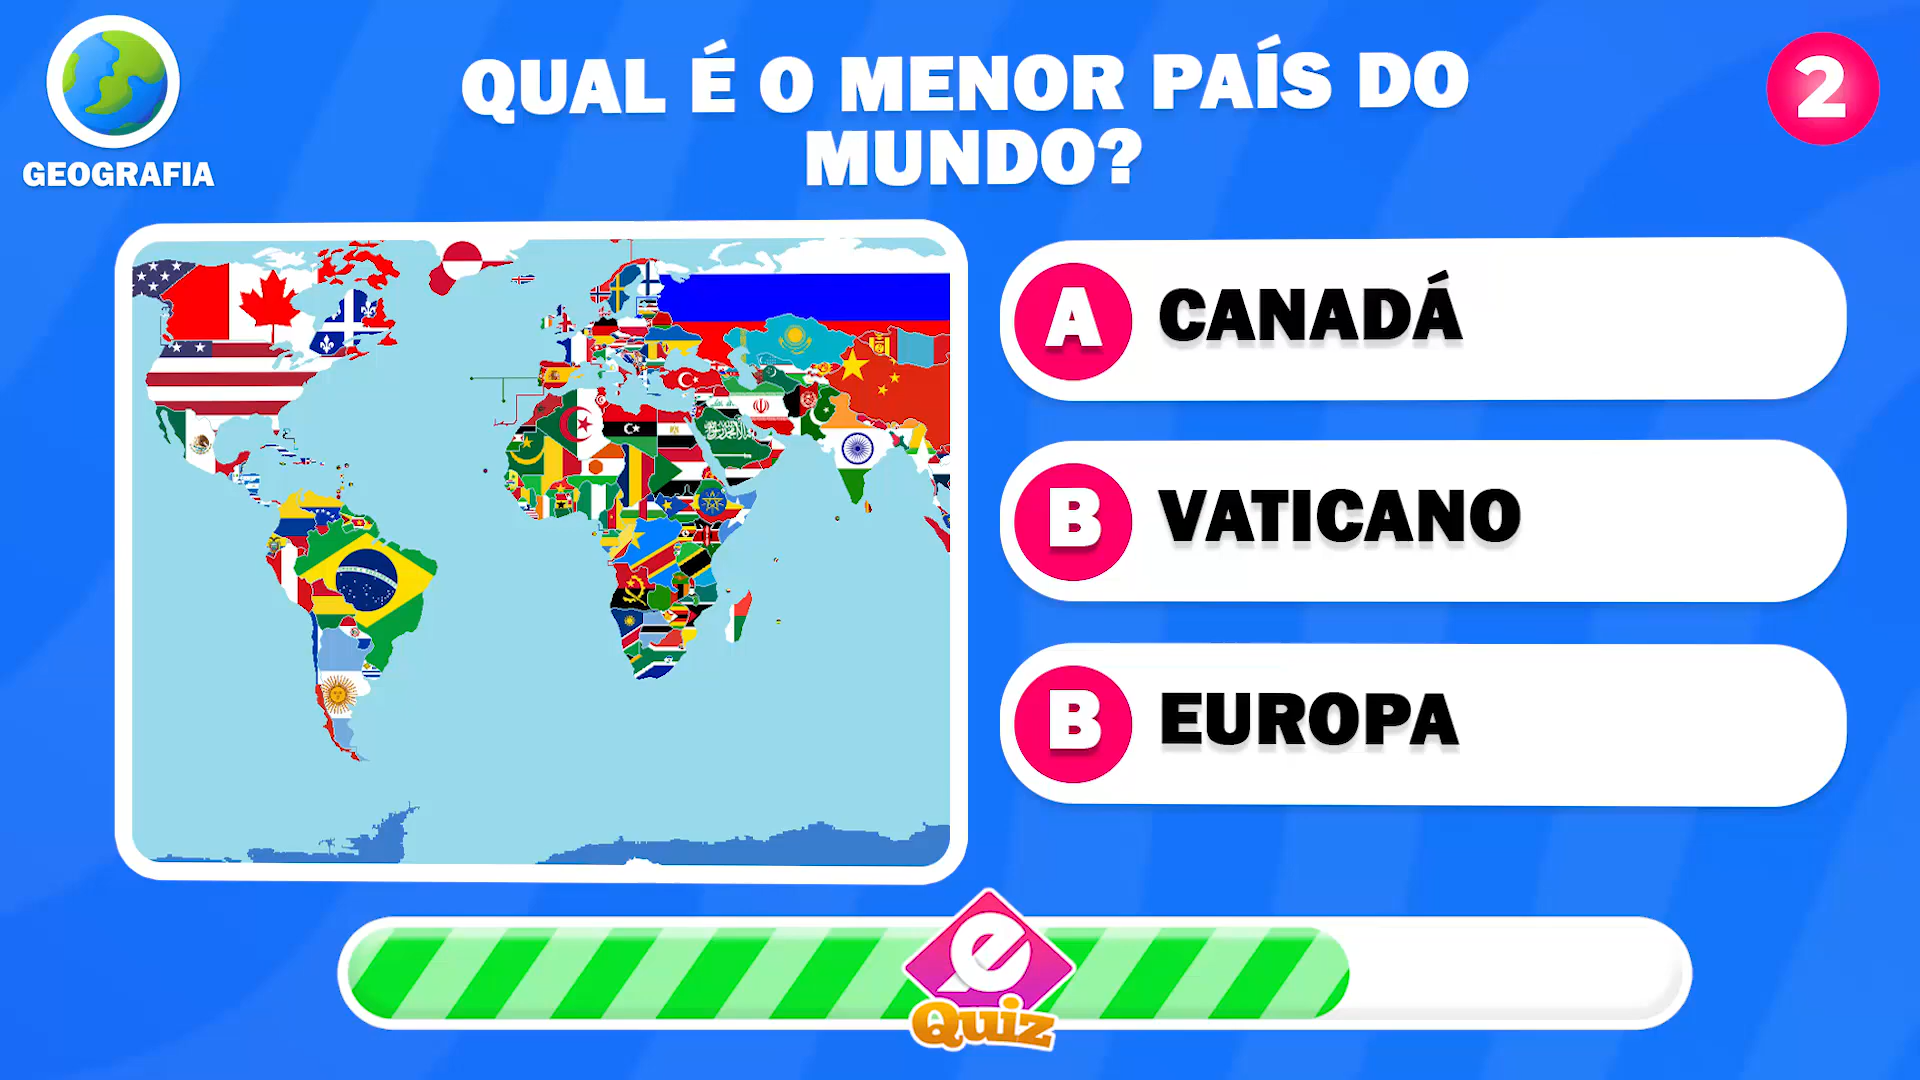 QUAL É O MENOR PAÍS DO
MUNDO?
2
GEOGRAFIA
A CANADÁ
B VATICANO
B EUROPA
e
Quiz